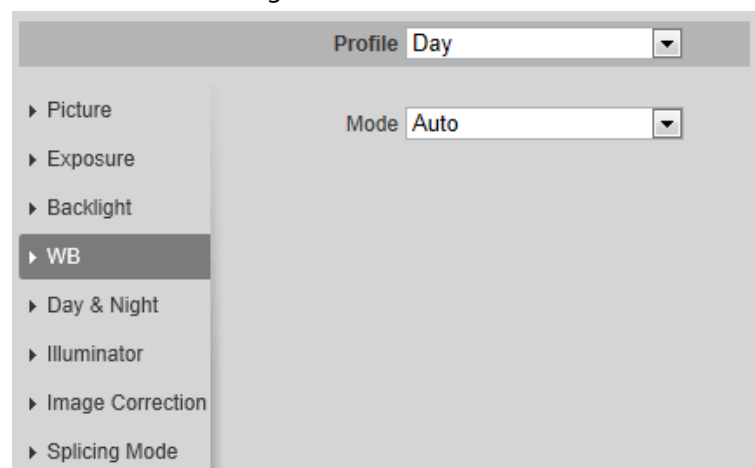 Profile Day
Picture
Mode Auto
Exposure
Backlight
WB
Day & Night
Illuminator
Image Correction
Splicing Mode